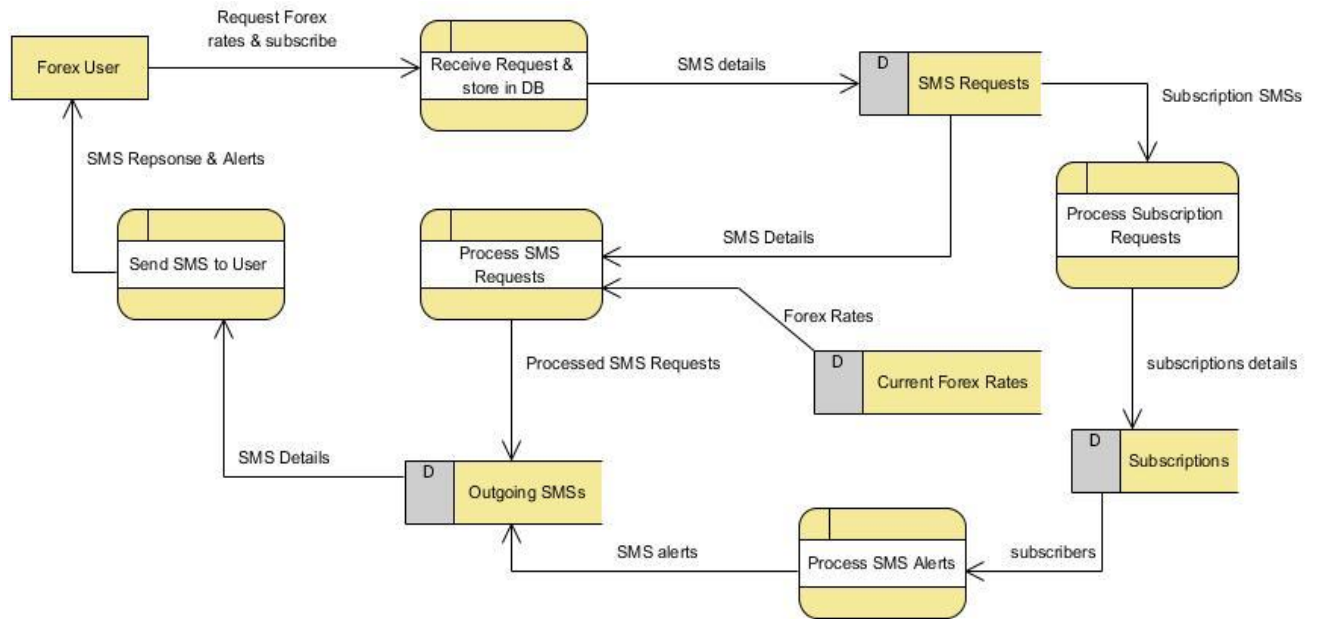 Request Forex
rates & subscribe
Forex User
Receive Request &
store in DB
SMS details
D
SMS Requests
Subscription SMSs
SMS Repsonse & Alerts
Process Subscription
Requests
Send SMS to User
Process SMS
Requests
SMS Details
Forex Rates
Processed SMS Requests
D
Current Forex Rates
subscriptions details
SMS Details
D
Outgoing SMSs
D
Subscriptions
SMS alerts
Process SMS Alerts
subscribers